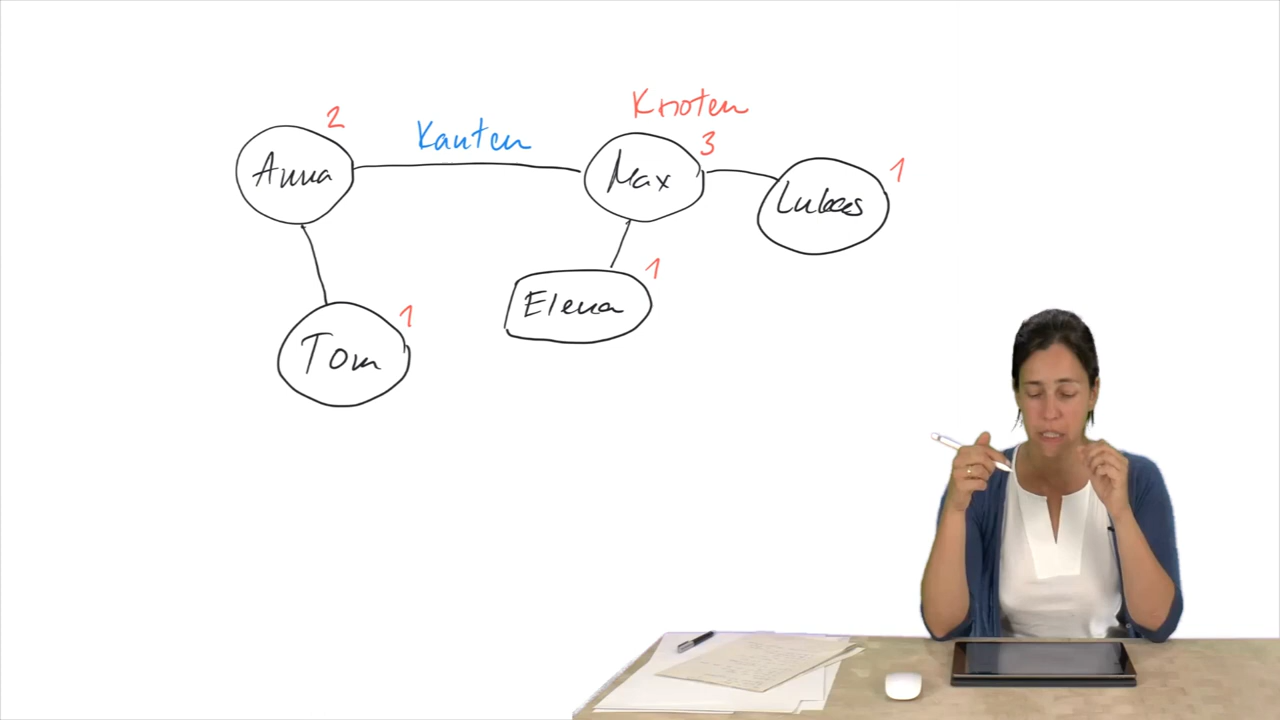 Knoten
2
Kanten
3
Anna
Max
1
Lukas
1
Elena
1
Tom